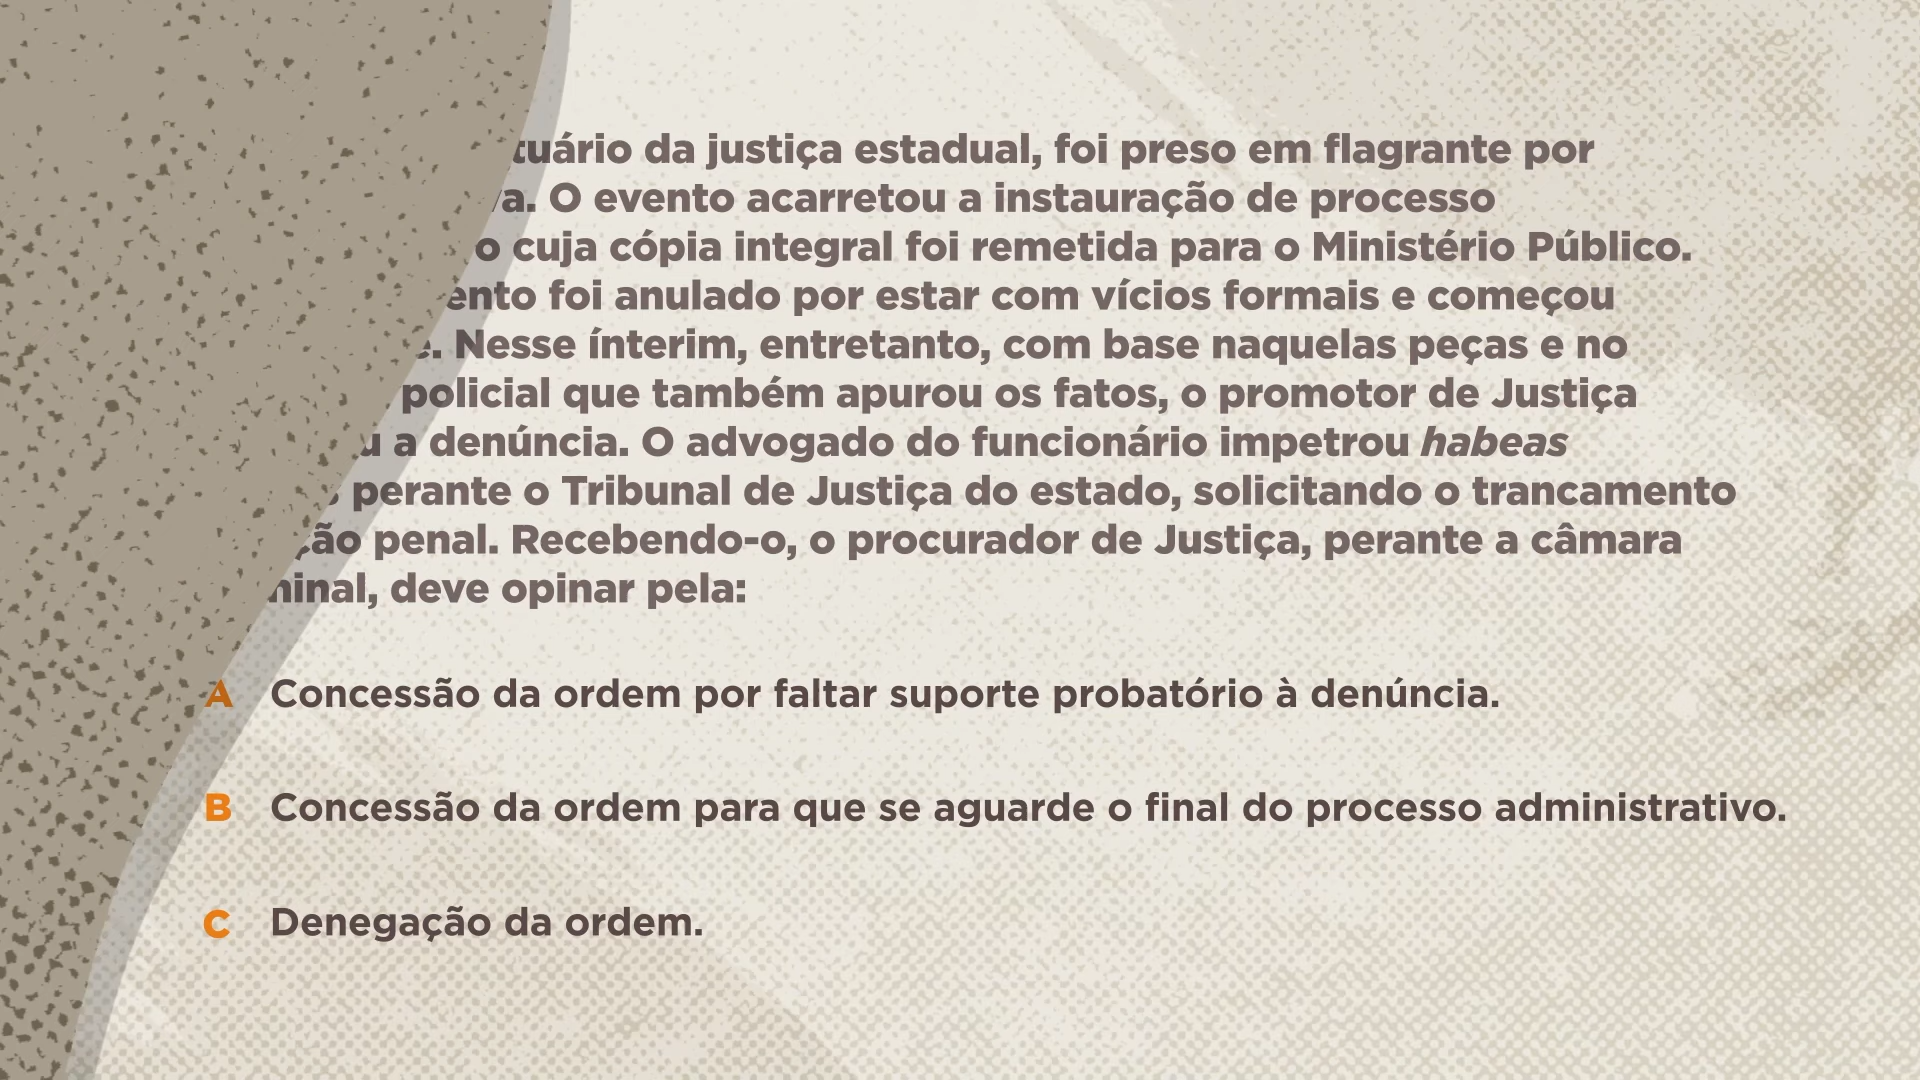 da justiça estadual, foi preso em flagrante por
O evento acarretou a instauração de processo
cuja cópia integral foi remetida para o Ministério Público.
foi anulado por estar com vícios formais e começou
Nesse ínterim, entretanto, com base naquelas peças e no
policial que também apurou os fatos, o promotor de Justiça
a denúncia. O advogado do funcionário impetrou habeas
perante o Tribunal de Justiça do estado, solicitando o trancamento
penal. Recebendo-o, o procurador de Justiça, perante a câmara
deve opinar pela:
A Concessão da ordem por faltar suporte probatório à denúncia.
B Concessão da ordem para que se aguarde o final do processo administrativo.
C Denegação da ordem.